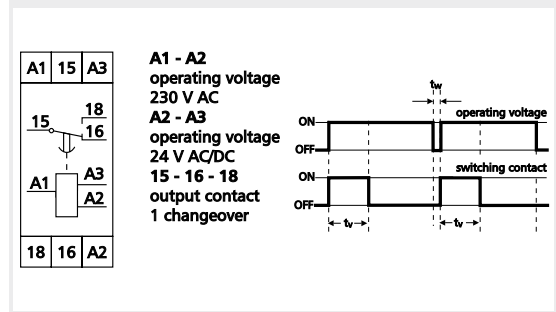 A1 15 A3
15
18
16
A1
A3
A2
18 16 A2
A1 - A2
operating voltage
230 V AC
A2 - A3
operating voltage
24 V AC/DC
15 - 16 - 18
output contact
1 changeover
tw
operating voltage
ON
OFF
switching contact
ON
OFF
tv
tv